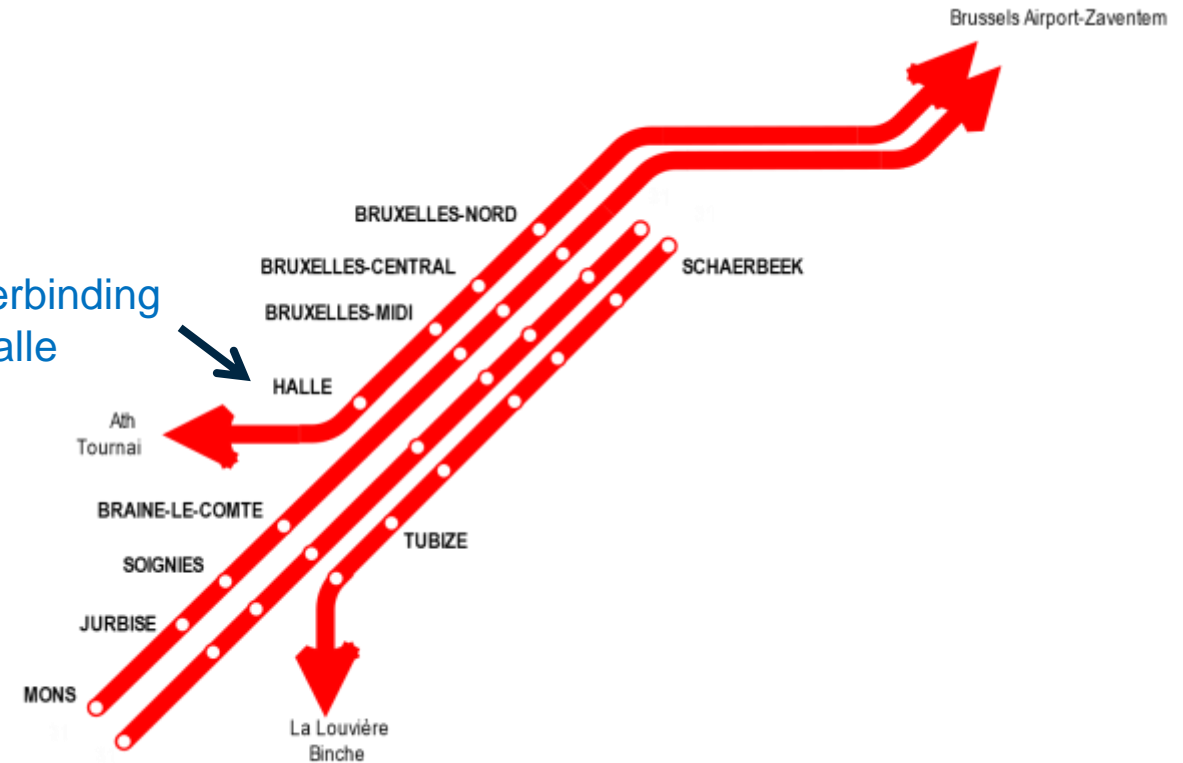 Brussels Airport-Zaventem
BRUXELLES-NORD
BRUXELLES-CENTRAL
SCHAERBEEK
erbinding
BRUXELLES-MIDI
alle
HALLE
Ath
Tournai
BRAINE-LE-COMTE
TUBIZE
SOIGNIES
JURBISE
MONS
La Louvière
Binche